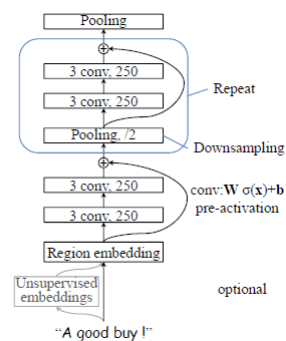 Pooling
3 conv, 250
3 conv, 250
Repeat
Pooling, /2
Downsampling
3 conv, 250
conv:W σ(x)+b
pre-activation
3 conv, 250
Region embedding
Unsupervised
embeddings
optional
“A good buy !”